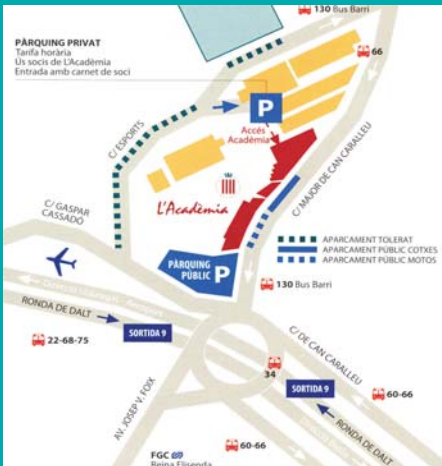 130 Bus Barri
PÀRQUING PRIVAT
Tarifa horària
Ús socis de L'Acadèmia
Entrada amb carnet de soci
66
P
C/ ESPORTS
Accés
Acadèmia
C/ MAJOR DE CAN CARALLEU
L'Acadèmia
C/ GASPAR
CASSADÓ
APARCAMENT TOLERAT
APARCAMENT PÚBLIC COTXES
APARCAMENT PÚBLIC MOTOS
PÀRQUING
PÚBLIC P
130 Bus Barri
RONDA DE DALT
SORTIDA 9
22-68-75
C/ DE CAN CARALLEU
34
SORTIDA 9
60-66
AV. JOSEP V. FOIX
RONDA DE DALT
60-66
FGC
Reina Elisenda